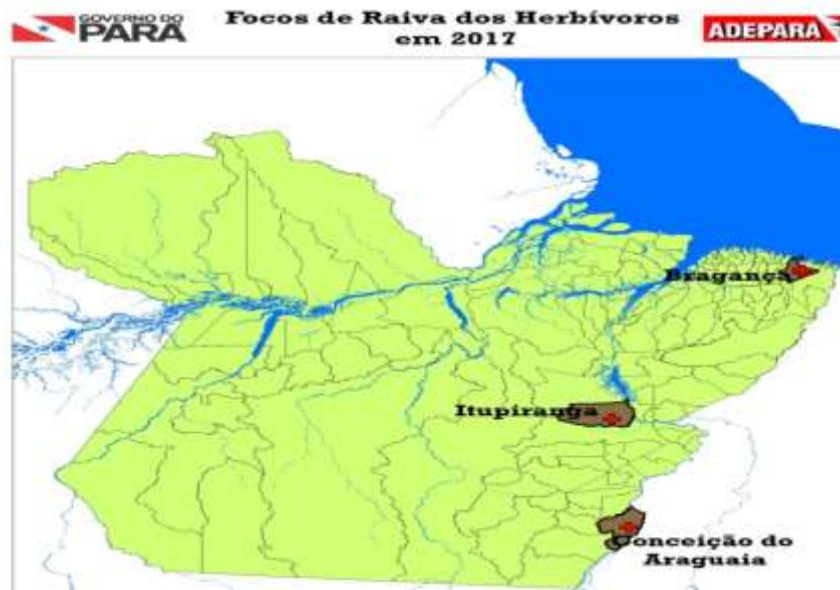 GOVERNO DO
PARÁ
Focos de Raiva dos Herbívoros
em 2017
ADEPARÁ
Bragança
Itupiranga
Conceição do
Araguaia